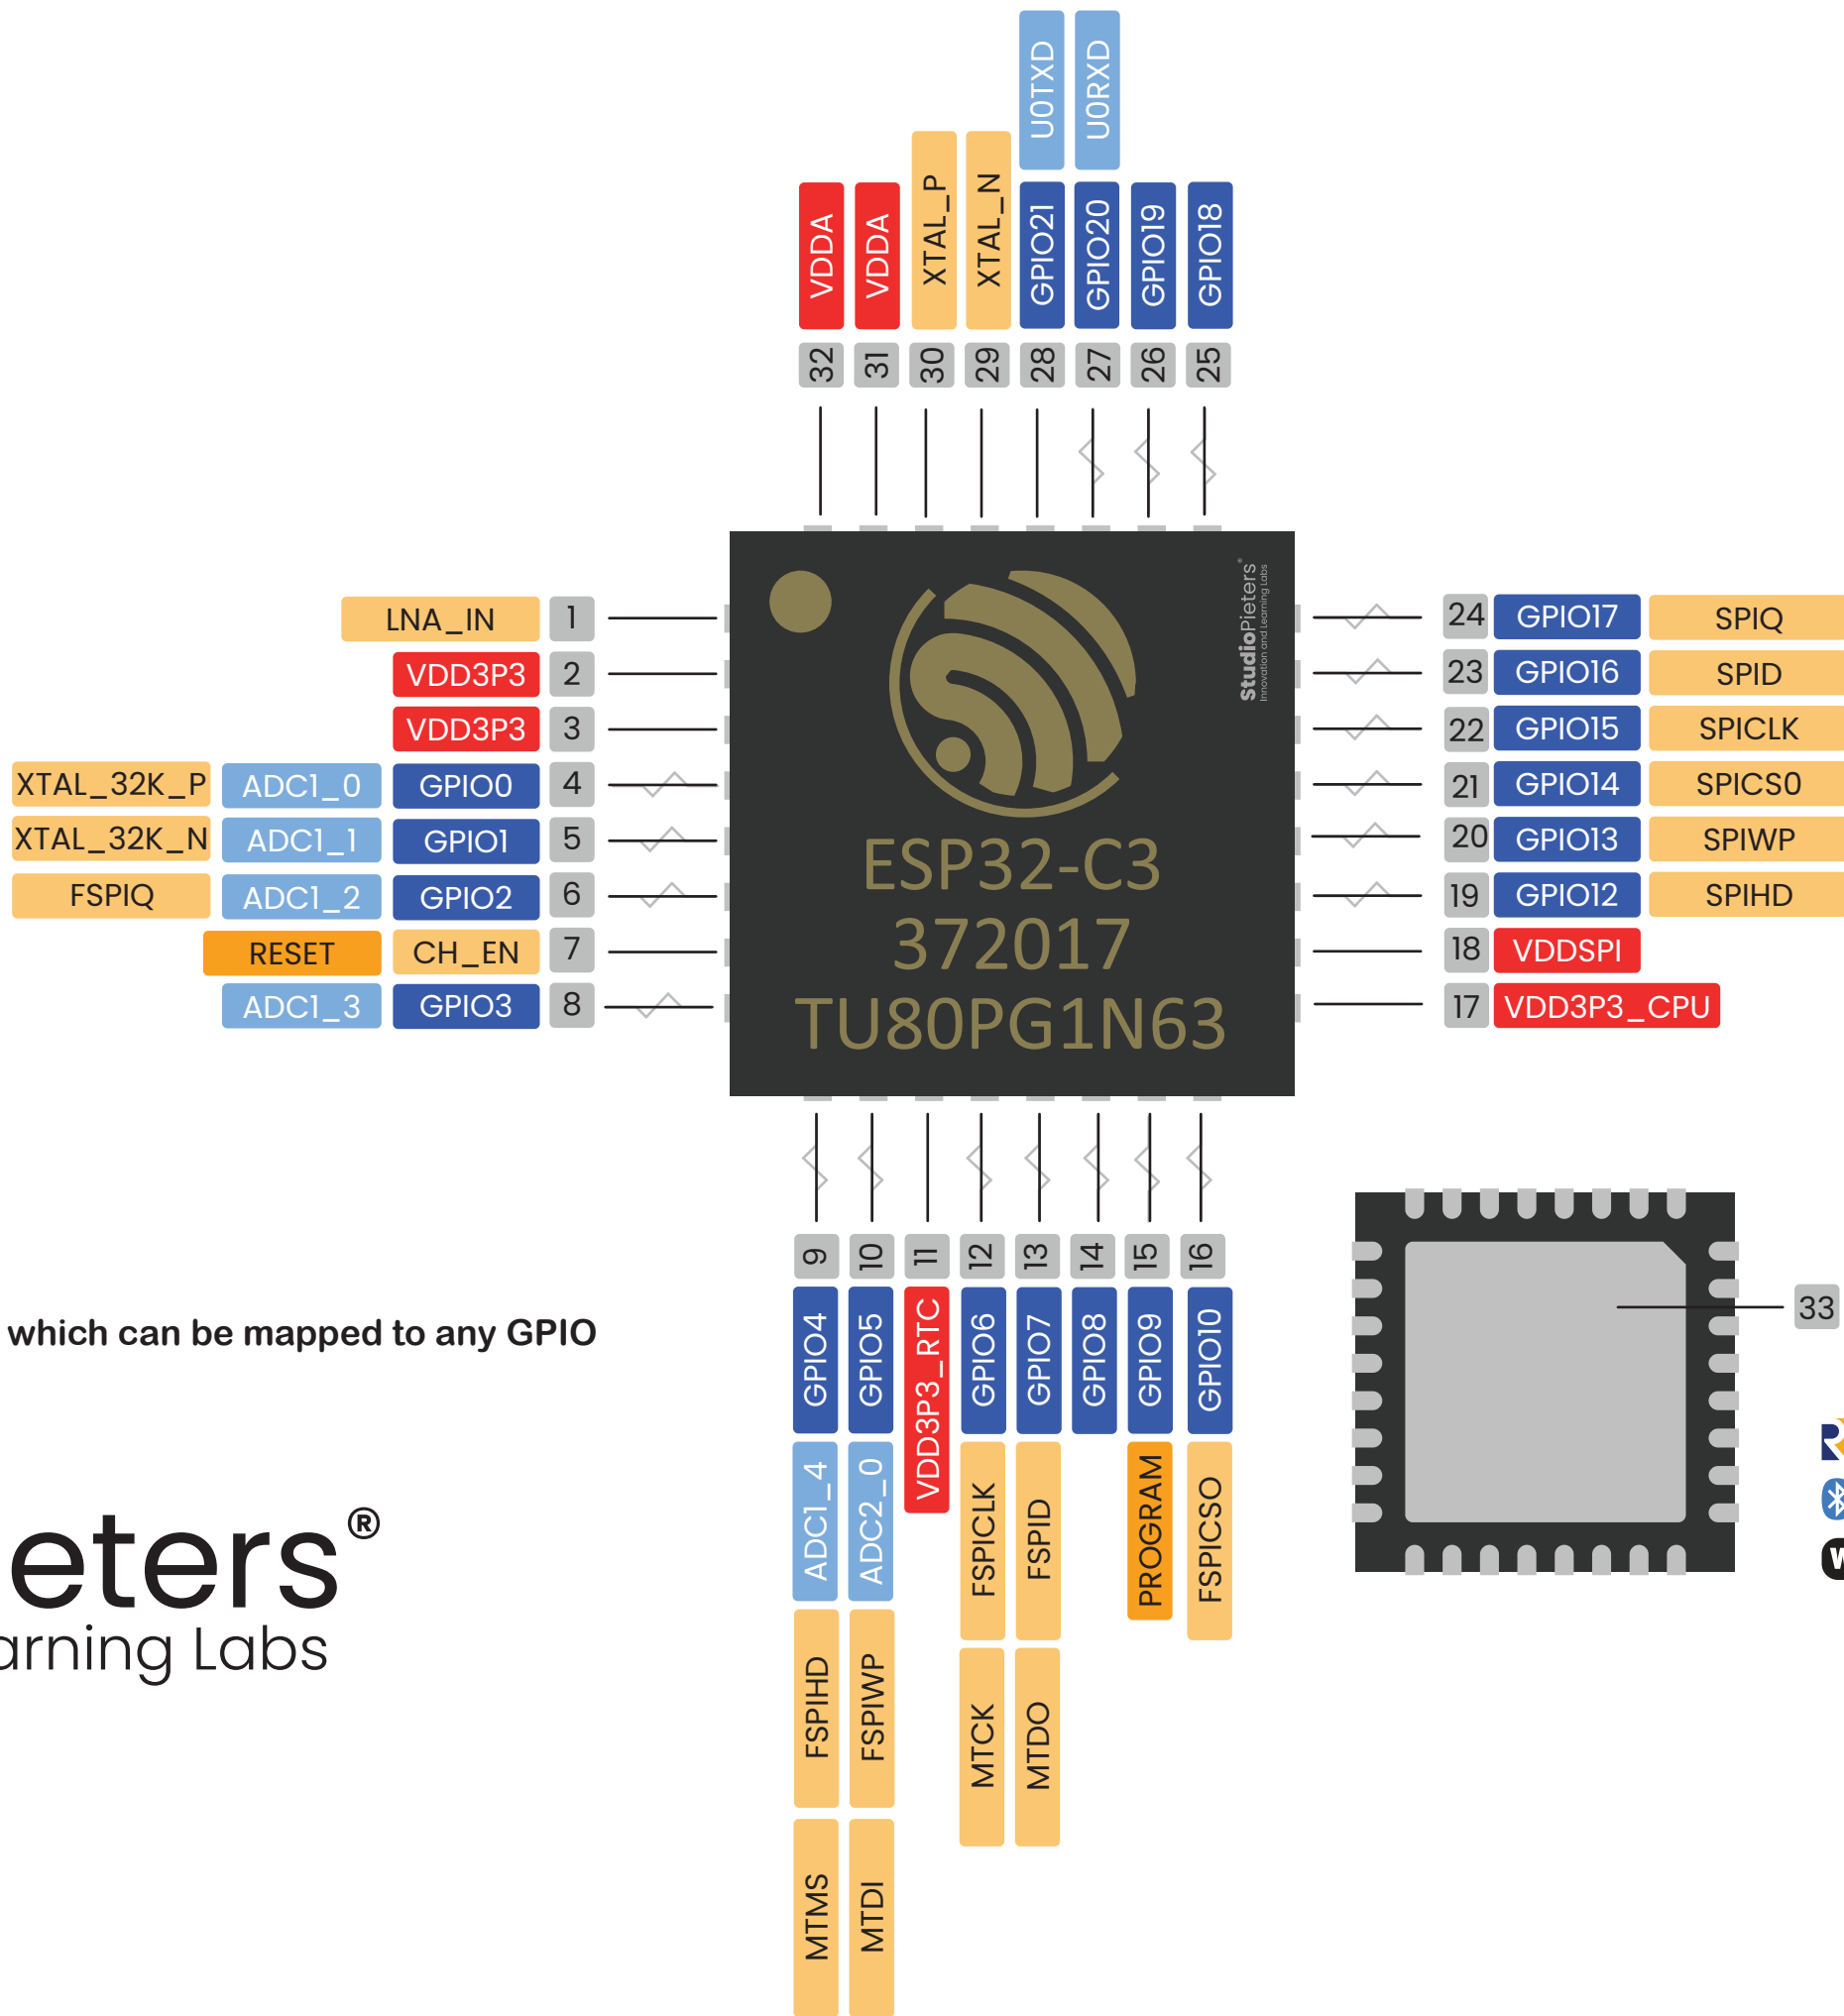 U0TXD U0RXD
VDDA VDDA XTAL_P XTAL_N GPIO21 GPIO20 GPIO19 GPIO18
32 31 30 29 28 27 26 25
StudioPieters®
Innovation and Learning Labs
LNA_IN 1
VDD3P3 2
VDD3P3 3
XTAL_32K_P ADC1_0 GPIO0 4
XTAL_32K_N ADC1_1 GPIO1 5
FSPIQ ADC1_2 GPIO2 6
RESET CH_EN 7
ADC1_3 GPIO3 8
ESP32-C3
372017
TU80PG1N63
24 GPIO17 SPIQ
23 GPIO16 SPID
22 GPIO15 SPICLK
21 GPIO14 SPICS0
20 GPIO13 SPIWP
19 GPIO12 SPIHD
18 VDDSPI
17 VDD3P3_CPU
9 10 11 12 13 14 15 16
GPIO4 GPIO5 VDD3P3_RTC GPIO6 GPIO7 GPIO8 GPIO9 GPIO10
ADC1_4 ADC2_0 FSPICLK FSPID PROGRAM FSPICSO
FSPIHD FSPIWP MTCK MTDO
MTMS MTDI
33
which can be mapped to any GPIO
eters®
arning Labs